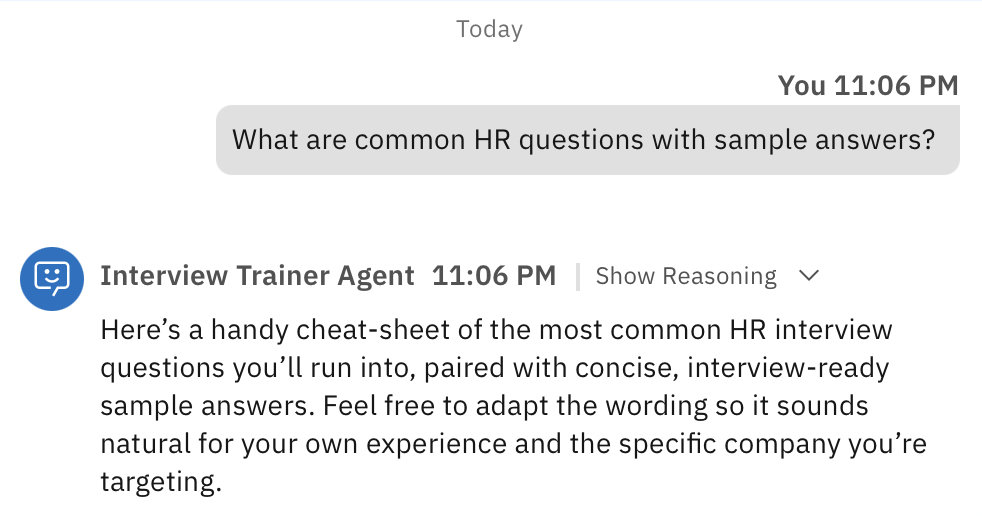 Today
You 11:06 PM
What are common HR questions with sample answers?
Interview Trainer Agent 11:06 PM Show Reasoning
Here’s a handy cheat-sheet of the most common HR interview
questions you’ll run into, paired with concise, interview-ready
sample answers. Feel free to adapt the wording so it sounds
natural for your own experience and the specific company you’re
targeting.